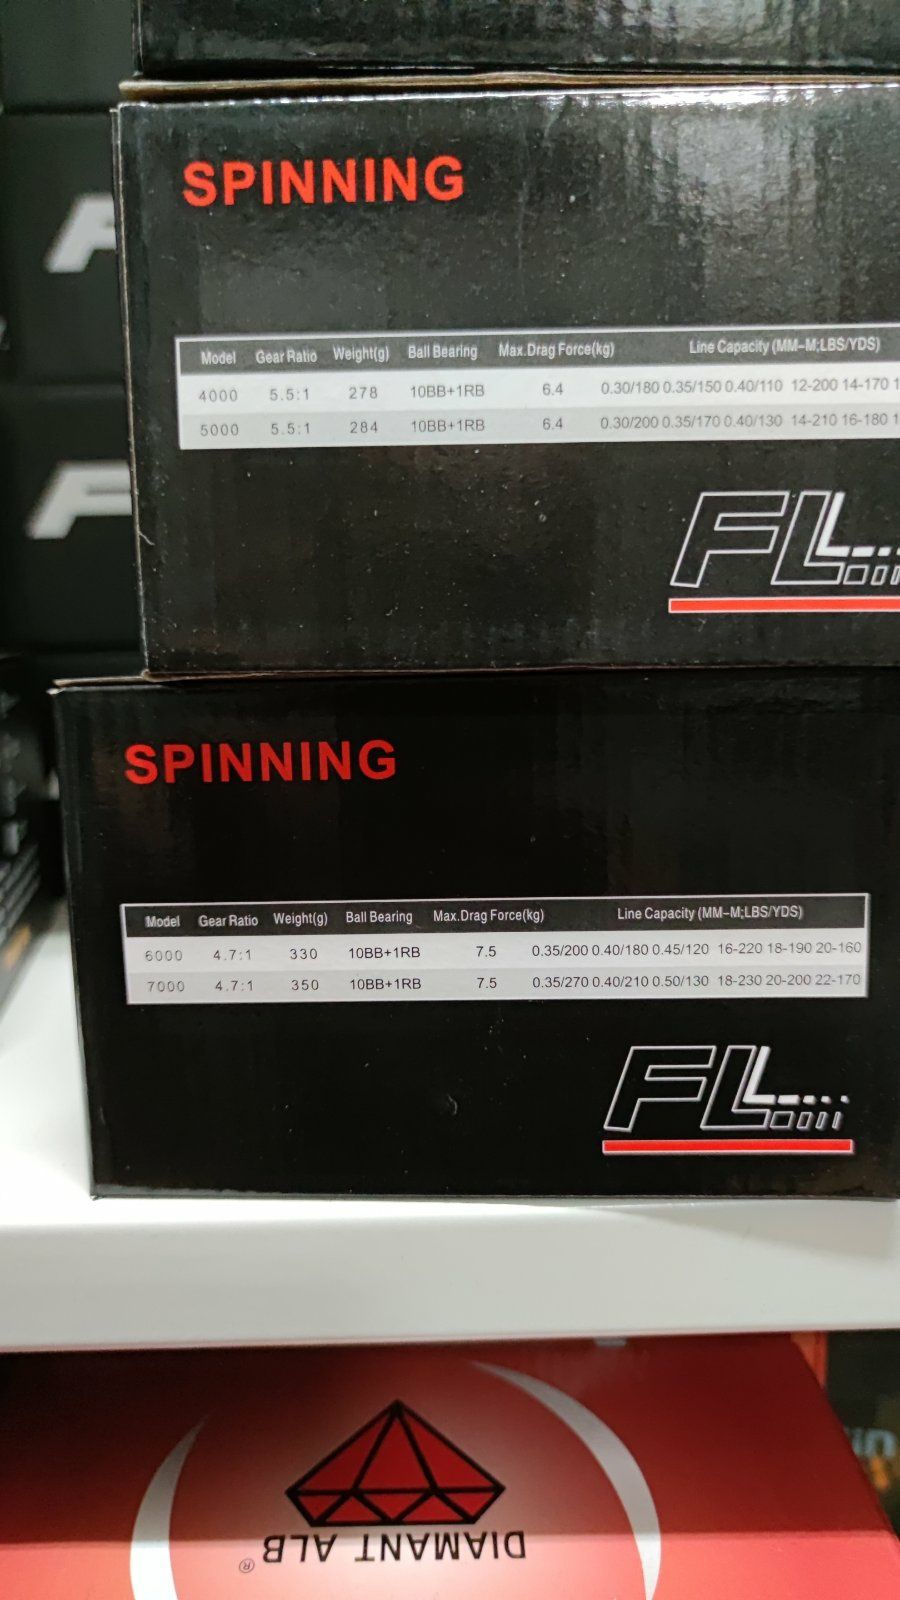 SPINNING
Model Gear Ratio Weight(g) Ball Bearing Max.Drag Force(kg) Line Capacity (MM-M;LBS/YDS)
4000 5.5:1 278 10BB+1RB 6.4 0.30/180 0.35/150 0.40/110 12-200 14-170
5000 5.5:1 284 10BB+1RB 6.4 0.30/200 0.35/170 0.40/130 14-210 16-180
FL
SPINNING
Model Gear Ratio Weight(g) Ball Bearing Max.Drag Force(kg) Line Capacity (MM-M;LBS/YDS)
6000 4.7:1 330 10BB+1RB 7.5 0.35/200 0.40/180 0.45/120 16-220 18-190 20-160
7000 4.7:1 350 10BB+1RB 7.5 0.35/270 0.40/210 0.50/130 18-230 20-200 22-170
FL
DIAMANT ALB®